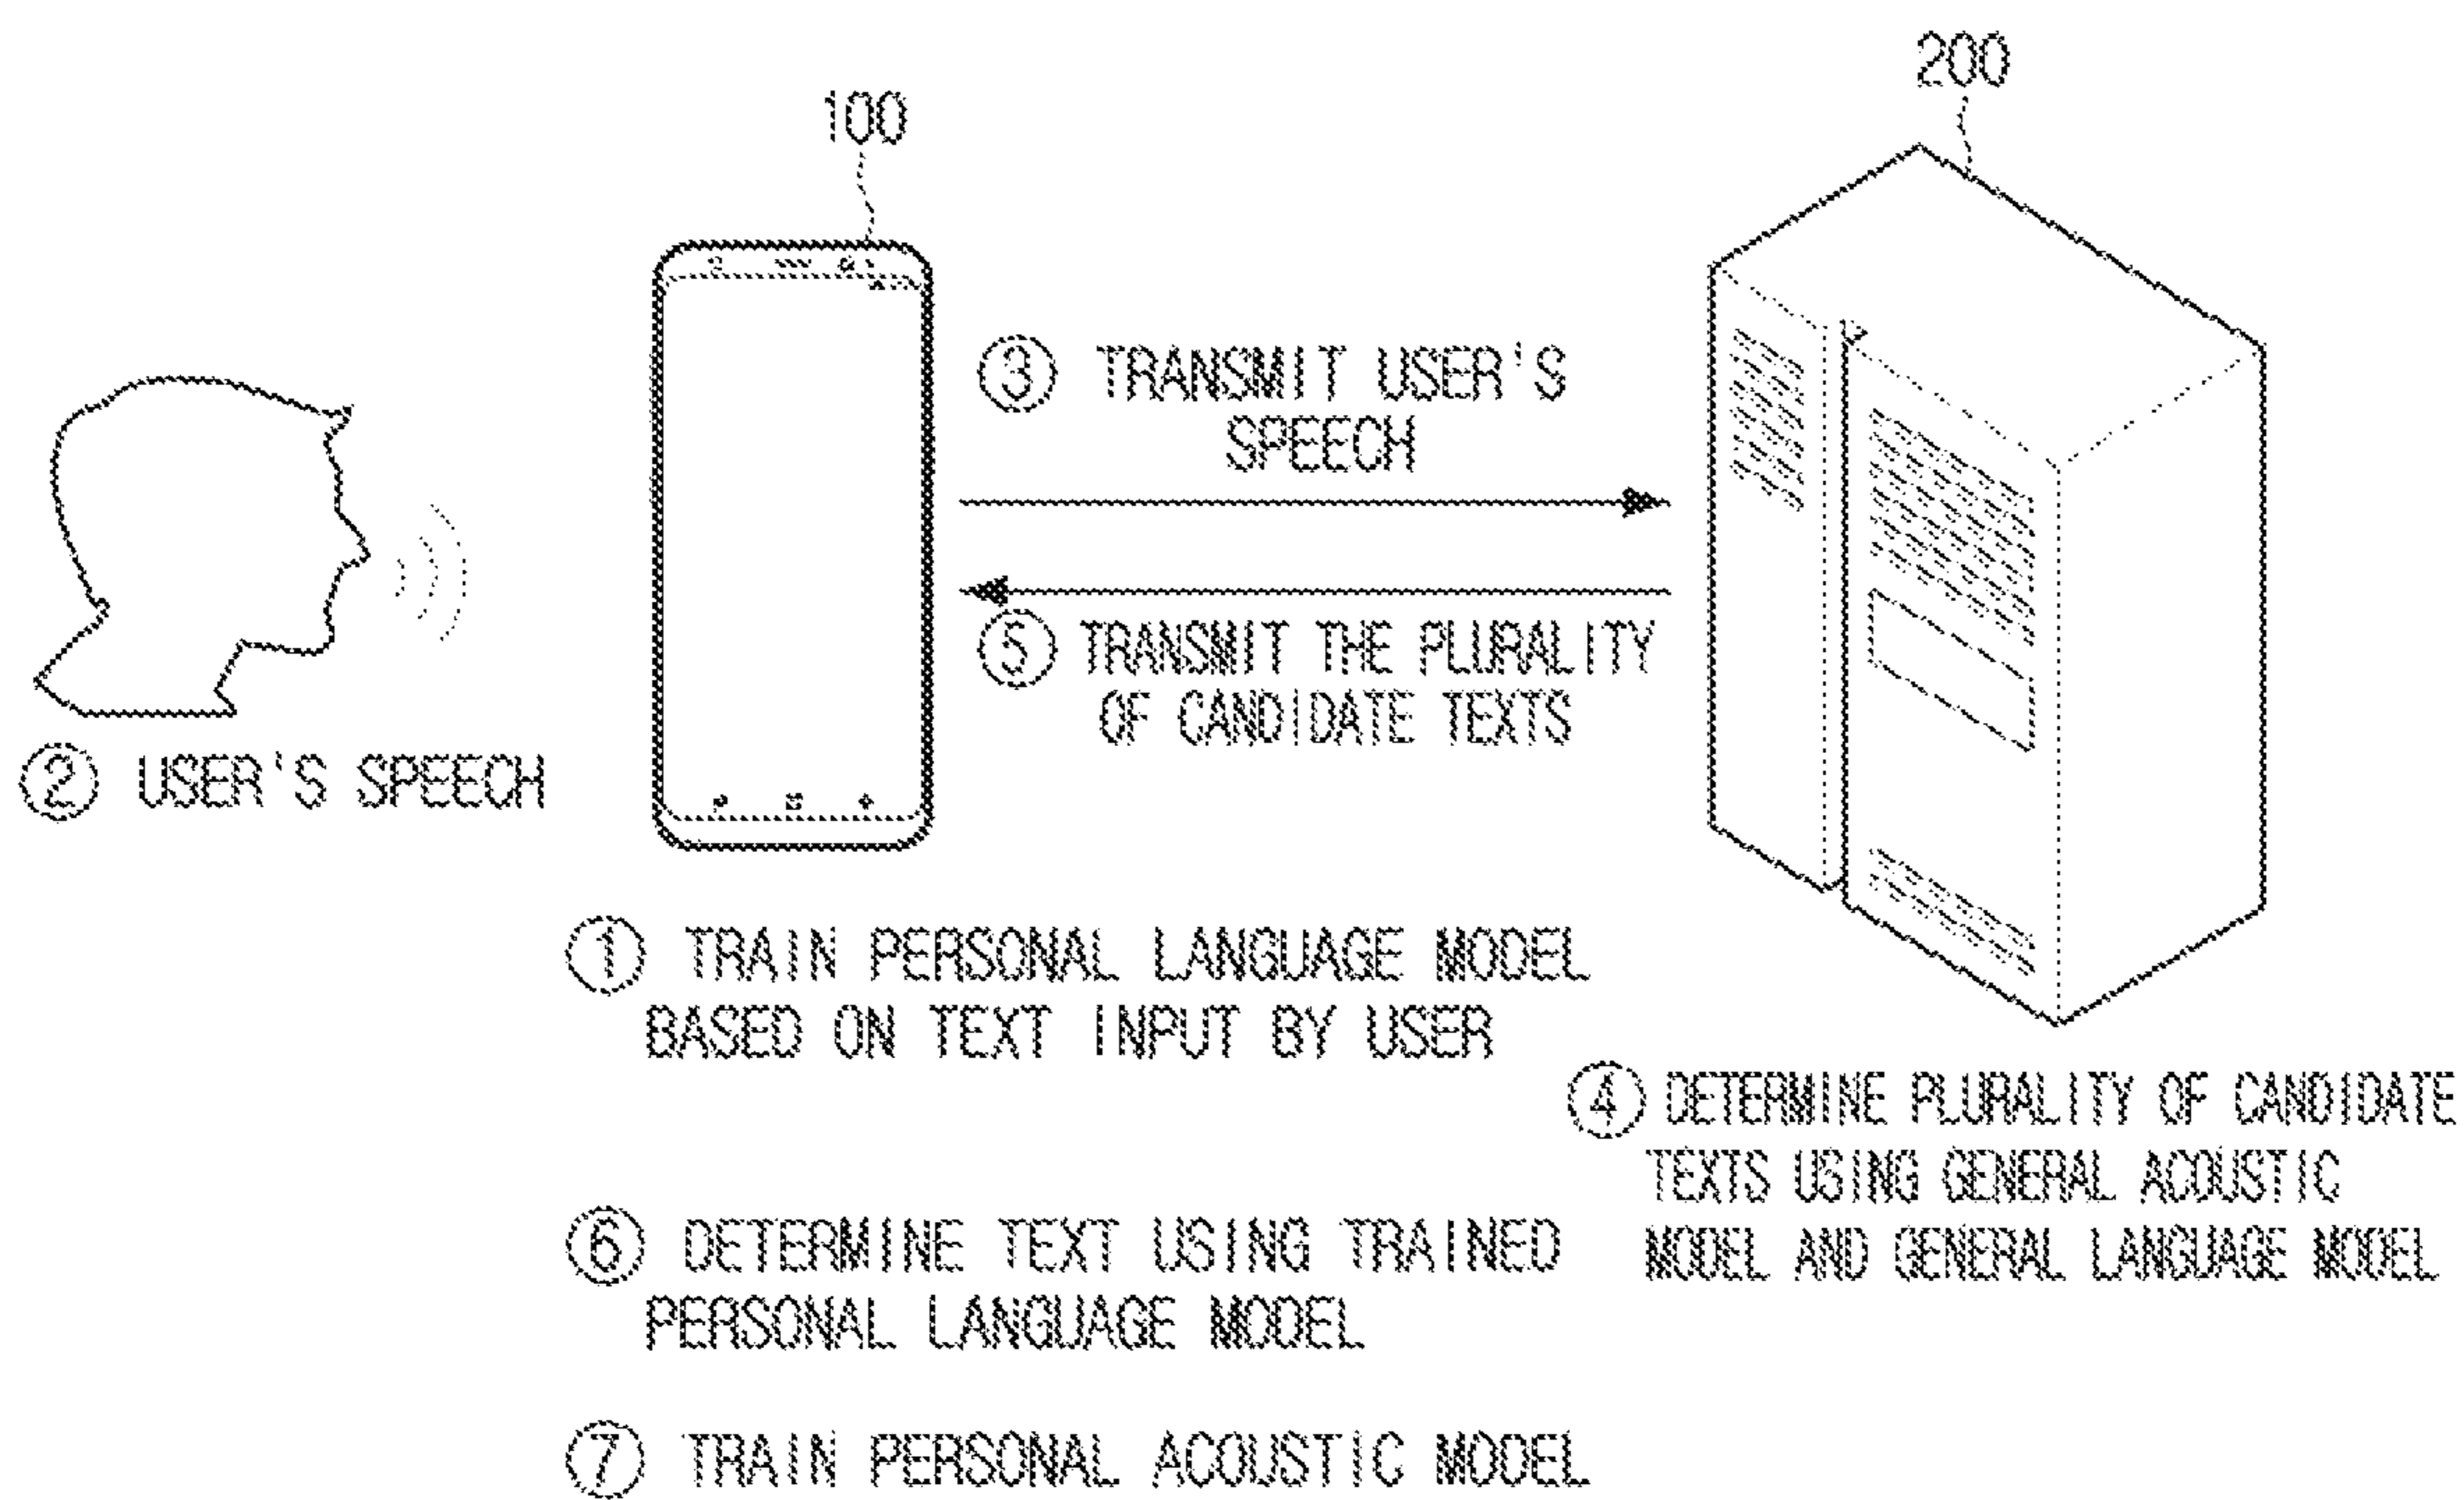 200
100
③ TRANSMIT USER'S
SPEECH
⑤ TRANSMIT THE PLURALITY
OF CANDIDATE TEXTS
② USER'S SPEECH
① TRAIN PERSONAL LANGUAGE MODEL
BASED ON TEXT INPUT BY USER
④ DETERMINE PLURALITY OF CANDIDATE
TEXTS USING GENERAL ACOUSTIC
MODEL AND GENERAL LANGUAGE MODEL
⑥ DETERMINE TEXT USING TRAINED
PERSONAL LANGUAGE MODEL
⑦ TRAIN PERSONAL ACOUSTIC MODEL